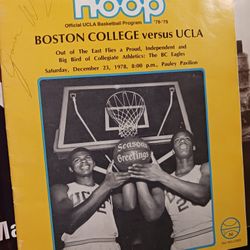 Hoop
Official UCLA Basketball Program '78-'79
BOSTON COLLEGE versus UCLA
Out of The East Flies a Proud, Independent and
Big Bird of Collegiate Athletics: The BC Eagles
Saturday, December 23, 1978, 8:00 p.m., Pauley Pavilion
Seasons
Greetings